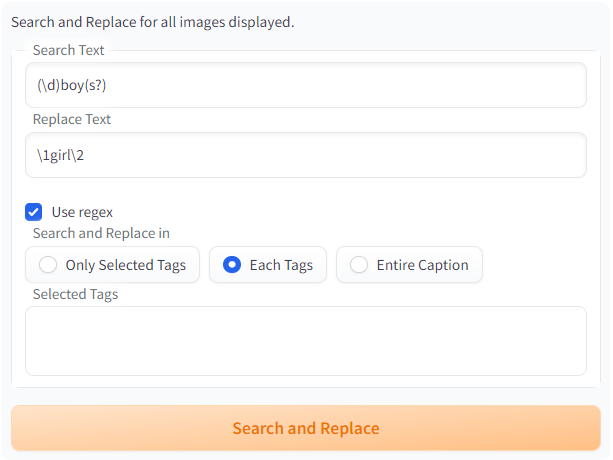 Search and Replace for all images displayed.
Search Text
(\d)boy(s?)
Replace Text
\1girl\2
Use regex
Search and Replace in
Only Selected Tags
Each Tags
Entire Caption
Selected Tags
Search and Replace